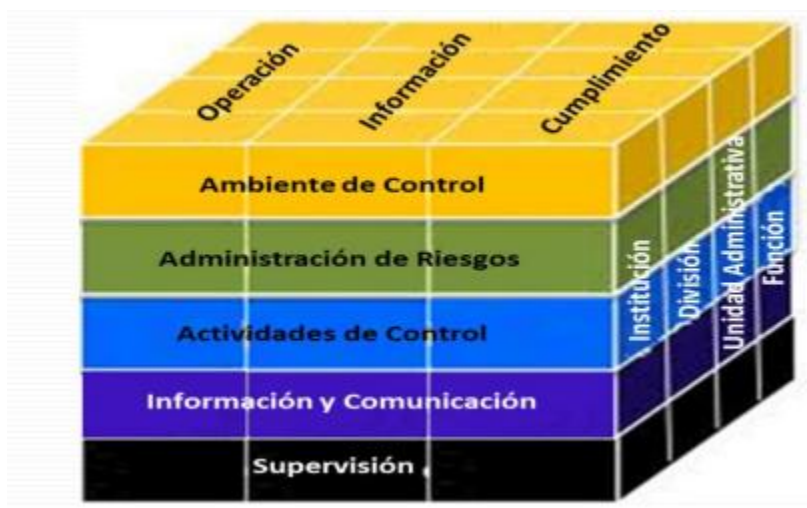 Operación
Información
Cumplimiento
Ambiente de Control
Administración de Riesgos
Actividades de Control
Información y Comunicación
Supervisión
Institución
División
Unidad Administrativa
Función